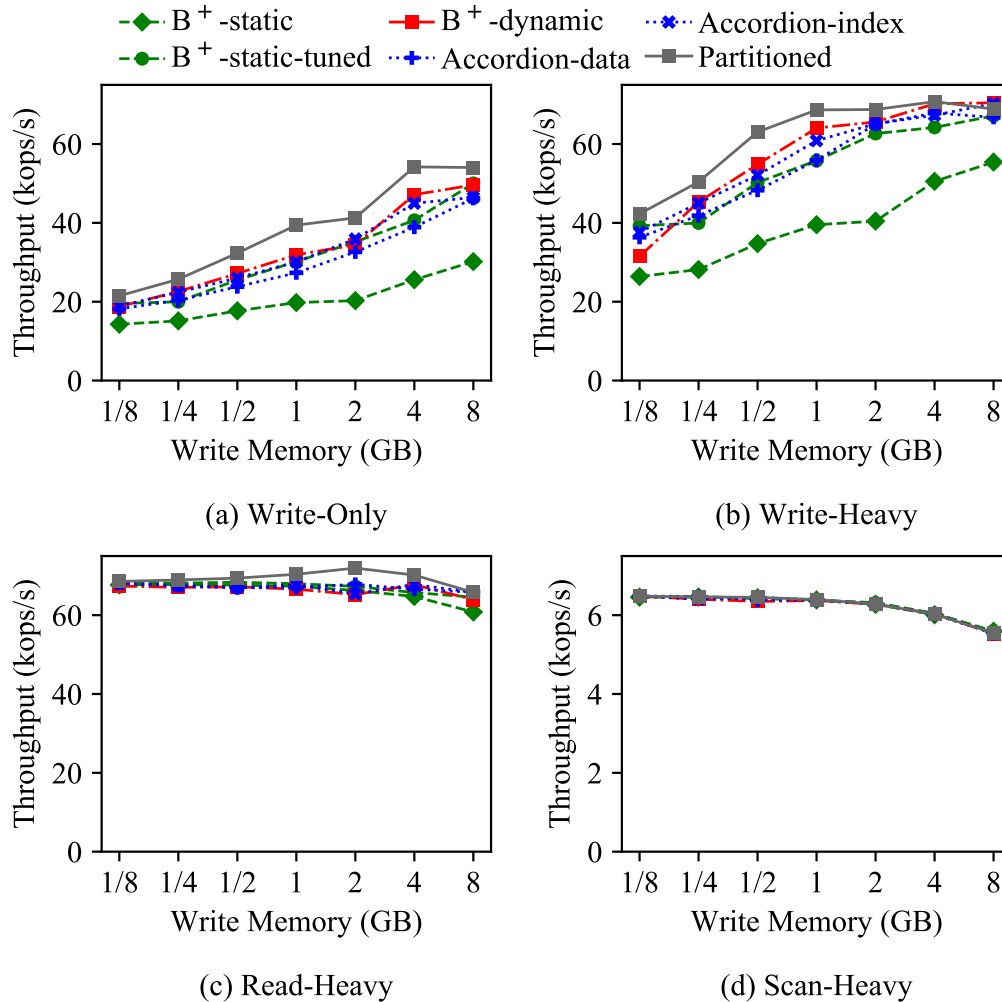 B+-static B+-dynamic Accordion-index
B+-static-tuned Accordion-data Partitioned
Throughput (kops/s)
60
40
20
0
1/8 1/4 1/2 1 2 4 8
Write Memory (GB)
(a) Write-Only
Throughput (kops/s)
60
40
20
0
1/8 1/4 1/2 1 2 4 8
Write Memory (GB)
(b) Write-Heavy
Throughput (kops/s)
60
40
20
0
1/8 1/4 1/2 1 2 4 8
Write Memory (GB)
(c) Read-Heavy
Throughput (kops/s)
6
4
2
0
1/8 1/4 1/2 1 2 4 8
Write Memory (GB)
(d) Scan-Heavy